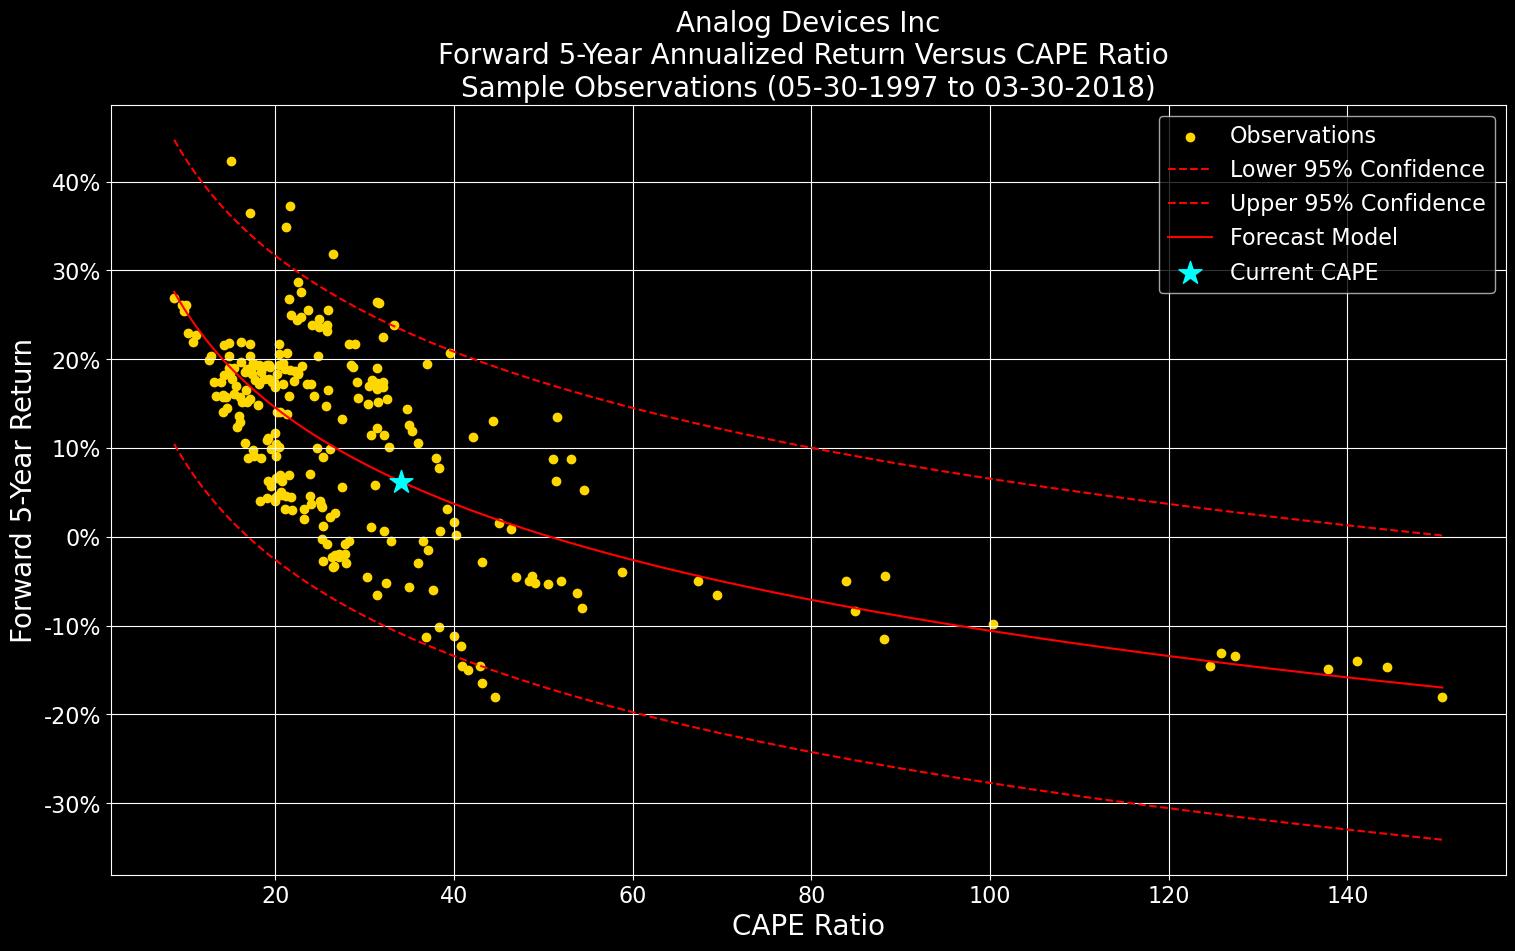 Analog Devices Inc
Forward 5-Year Annualized Return Versus CAPE Ratio
Sample Observations (05-30-1997 to 03-30-2018)
Observations
Lower 95% Confidence
Upper 95% Confidence
Forecast Model
Current CAPE
Forward 5-Year Return
40%
30%
20%
10%
0%
-10%
-20%
-30%
20 40 60 80 100 120 140
CAPE Ratio